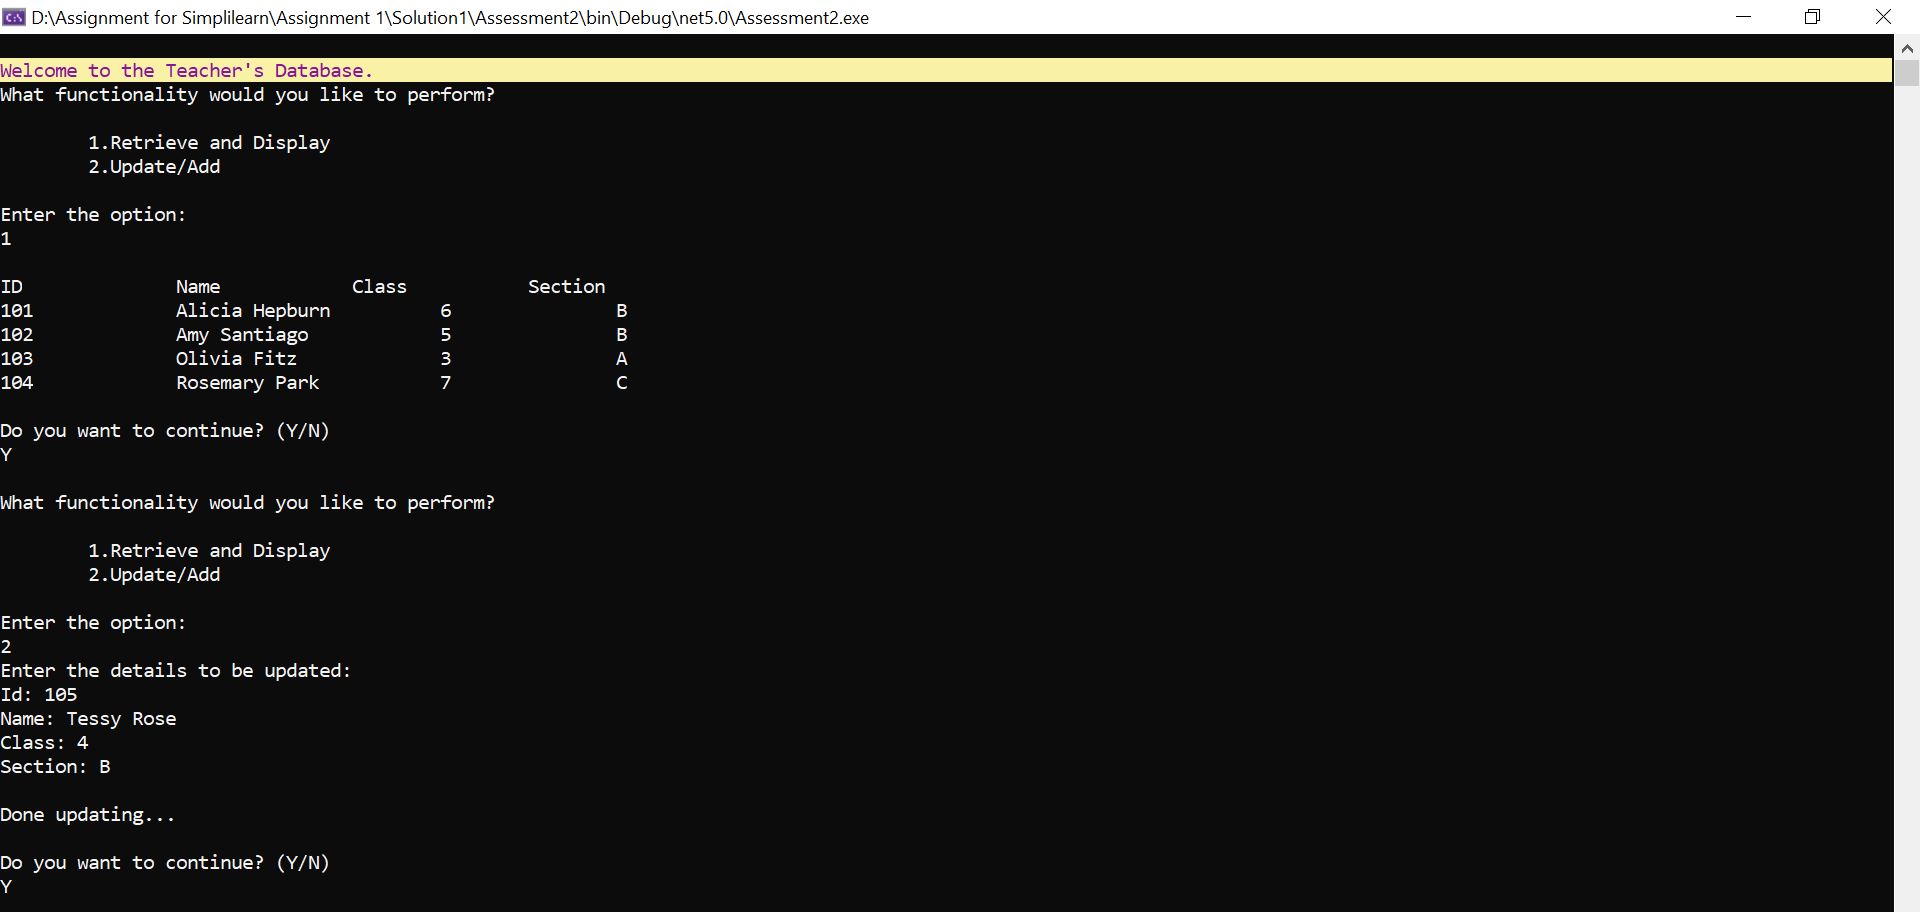 D:\Assignment for Simplilearn\Assignment 1\Solution1\Assessment2\bin\Debug\net5.0\Assessment2.exe
Welcome to the Teacher's Database.
What functionality would you like to perform?
1.Retrieve and Display
2.Update/Add
Enter the option:
1
ID Name Class Section
101 Alicia Hepburn 6 B
102 Amy Santiago 5 B
103 Olivia Fitz 3 A
104 Rosemary Park 7 C
Do you want to continue? (Y/N)
Y
What functionality would you like to perform?
1.Retrieve and Display
2.Update/Add
Enter the option:
2
Enter the details to be updated:
Id: 105
Name: Tessy Rose
Class: 4
Section: B
Done updating...
Do you want to continue? (Y/N)
Y